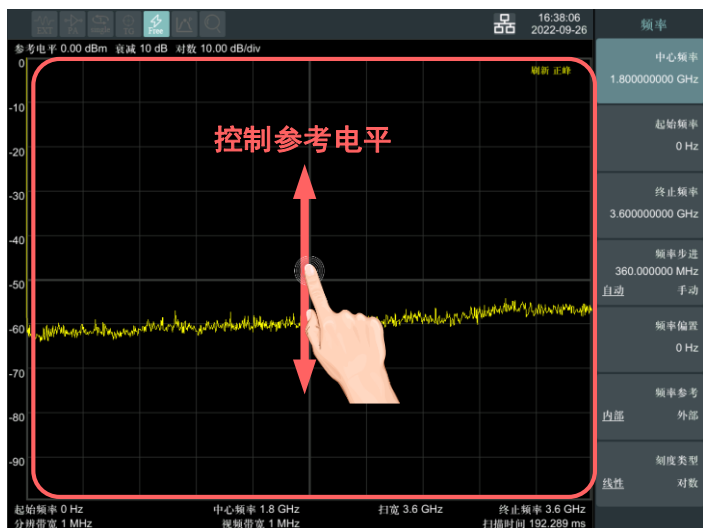 Free
16:38:06
2022-09-26
频率
参考电平 0.00 dBm 衰减 10 dB 对数 10.00 dB/div
刷新 正峰
控制参考电平
0
-10
-20
-30
-40
-50
-60
-70
-80
-90
中心频率
1.800000000 GHz
起始频率
0 Hz
终止频率
3.600000000 GHz
频率步进
360.000000 MHz
自动 手动
频率偏置
0 Hz
频率参考
内部 外部
刻度类型
线性 对数
起始频率 0 Hz 中心频率 1.8 GHz 扫宽 3.6 GHz 终止频率 3.6 GHz
分辨带宽 1 MHz 视频带宽 1 MHz 扫描时间 192.289 ms